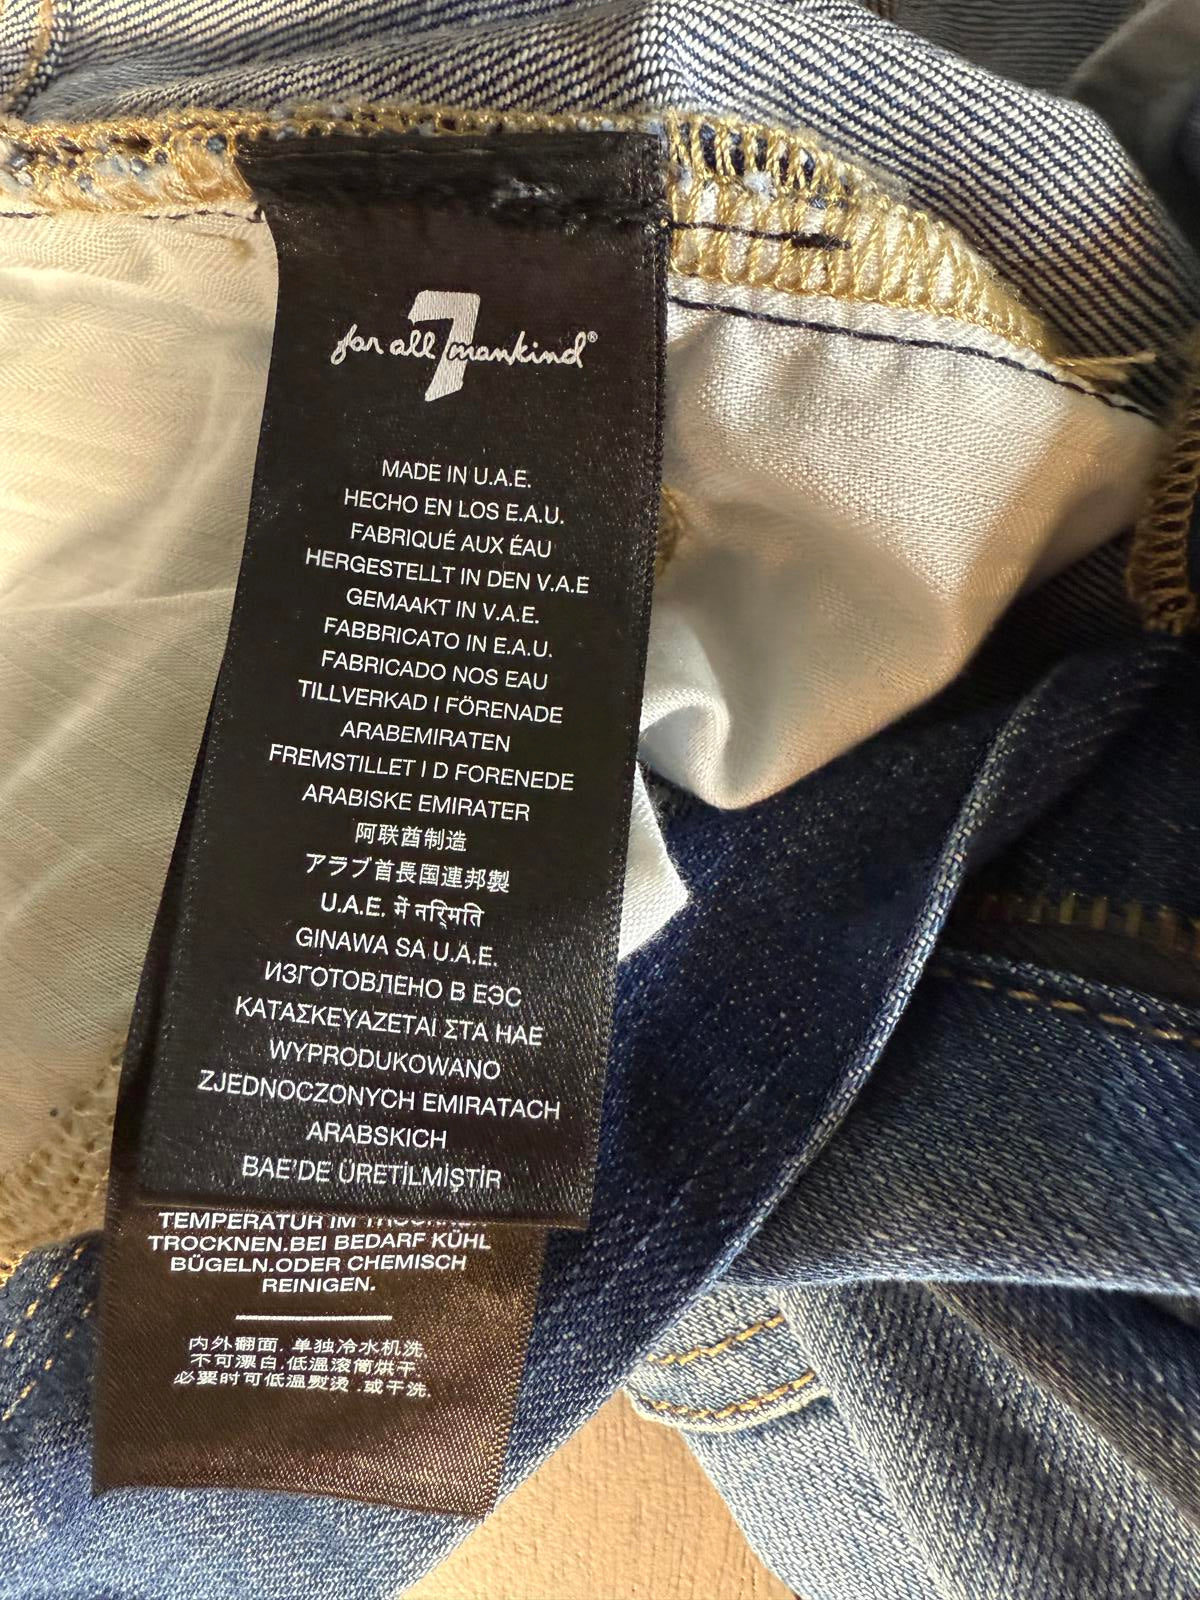 7
for all mankind®
MADE IN U.A.E.
HECHO EN LOS E.A.U.
FABRIQUÉ AUX ÉAU
HERGESTELLT IN DEN V.A.E
GEMAAKT IN V.A.E.
FABBRICATO IN E.A.U.
FABRICADO NOS EAU
TILLVERKAD I FÖRENADE
ARABEMIRATEN
FREMSTILLET I D FORENEDE
ARABISKE EMIRATER
阿联酋制造
アラブ首長国連邦製
U.A.E. में नर्िमति
GINAWA SA U.A.E.
ИЗГОТОВЛЕНО В ЕЭС
ΚΑΤΑΣΚΕΥΑΖΕΤΑΙ ΣΤΑ ΗΑΕ
WYPRODUKOWANO
ZJEDNOCZONYCH EMIRATACH
ARABSKICH
BAE'DE ÜRETİLMİŞTİR
TEMPERATUR IM TROCKNER
TROCKNEN.BEI BEDARF KÜHL
BÜGELN.ODER CHEMISCH
REINIGEN.
内外翻面, 单独冷水机洗,
不可漂白,低温滚筒烘干,
必要时可低温熨烫,或干洗.